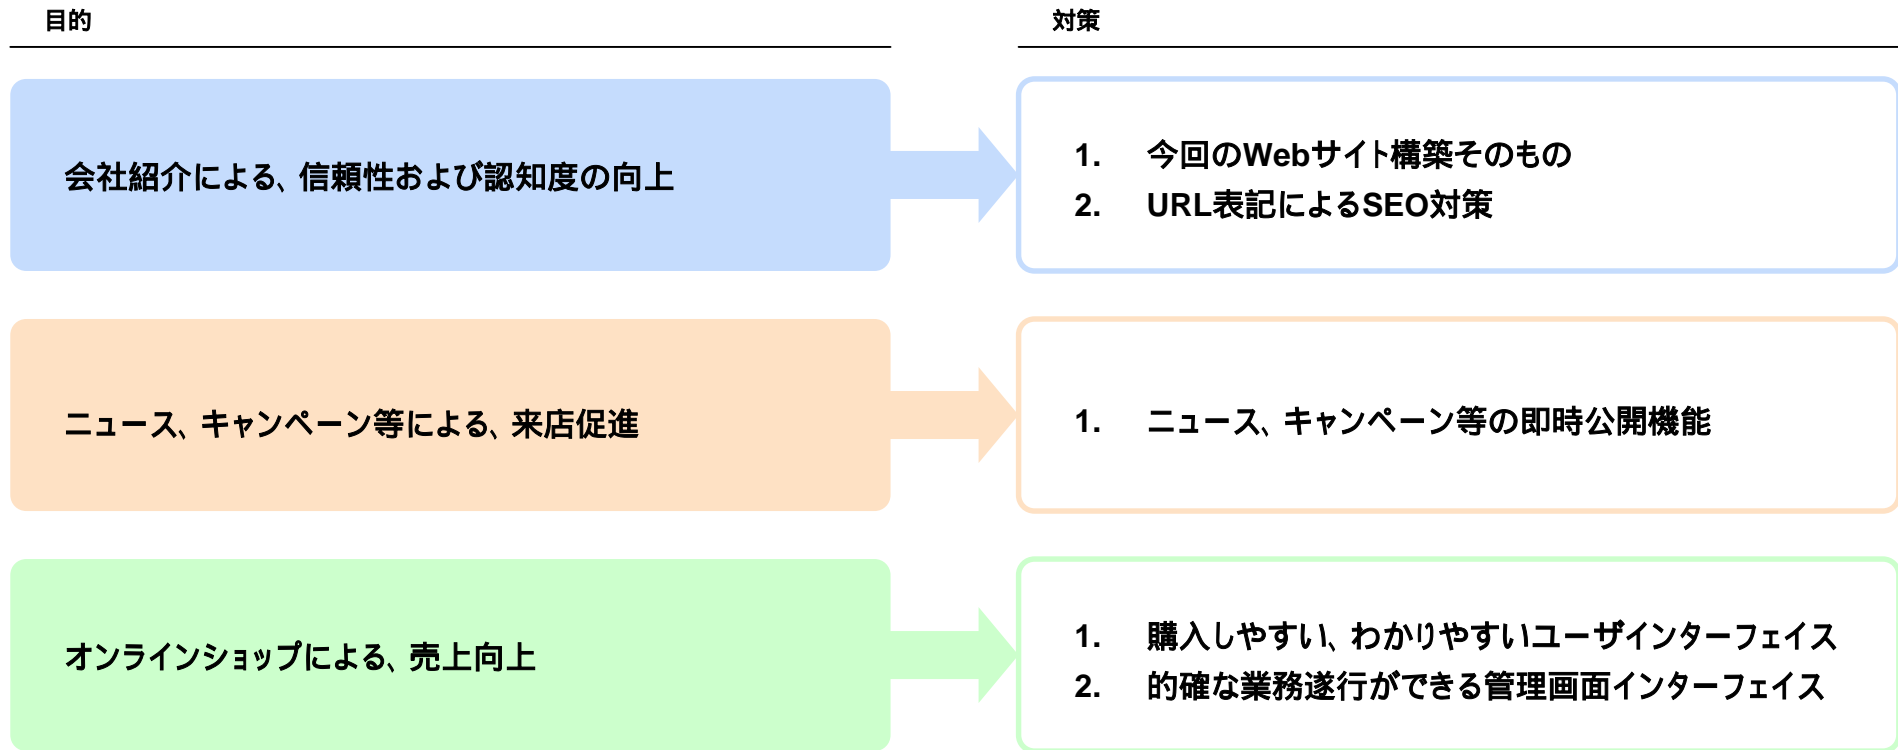 目的
対策
会社紹介による、信頼性および認知度の向上
1. 今回のWebサイト構築そのもの
2. URL表記によるSEO対策
ニュース、キャンペーン等による、来店促進
1. ニュース、キャンペーン等の即時公開機能
オンラインショップによる、売上向上
1. 購入しやすい、わかりやすいユーザインターフェイス
2. 的確な業務遂行ができる管理画面インターフェイス